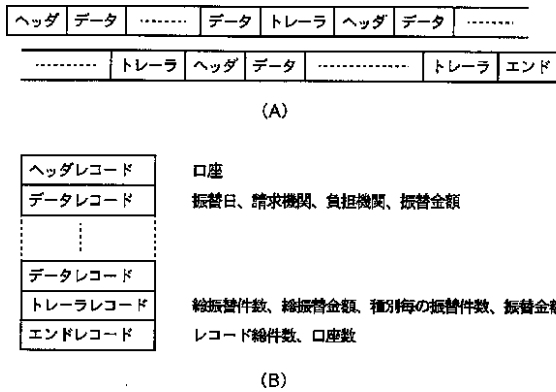 ヘッダ データ ········ データ トレーラ ヘッダ データ ········
·········· トレーラ ヘッダ データ ·············· トレーラ エンド
(A)
ヘッダレコード 口座
データレコード 振替日、請求機関、負担機関、振替金額
データレコード
トレーラレコード 総振替件数、総振替金額、種別毎の振替件数、振替金額
エンドレコード レコード総件数、口座数
(B)